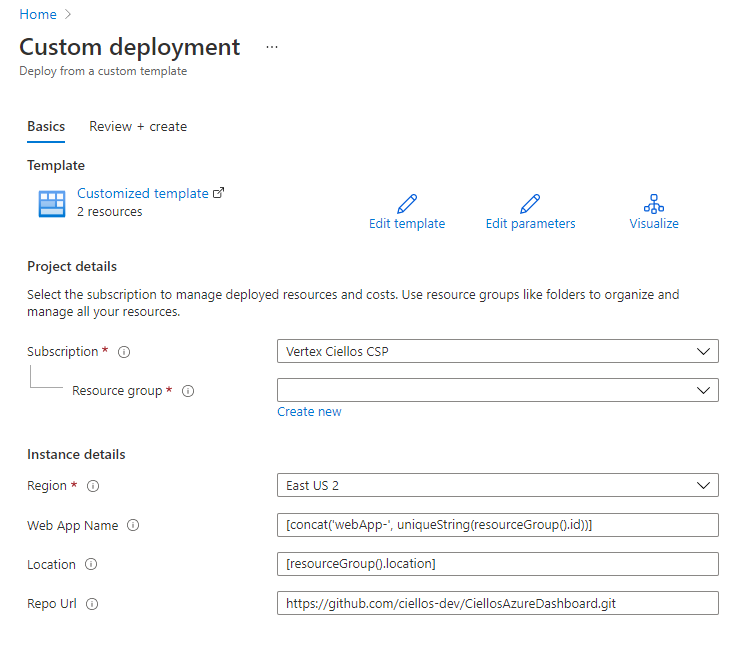 Home >
Custom deployment ...
Deploy from a custom template
Basics Review + create
Template
Customized template
2 resources
Edit template Edit parameters Visualize
Project details
Select the subscription to manage deployed resources and costs. Use resource groups like folders to organize and
manage all your resources.
Subscription * Vertex Ciellos CSP
Resource group *
Create new
Instance details
Region * East US 2
Web App Name [concat('webApp-', uniqueString(resourceGroup().id))]
Location [resourceGroup().location]
Repo Url https://github.com/ciellos-dev/CiellosAzureDashboard.git